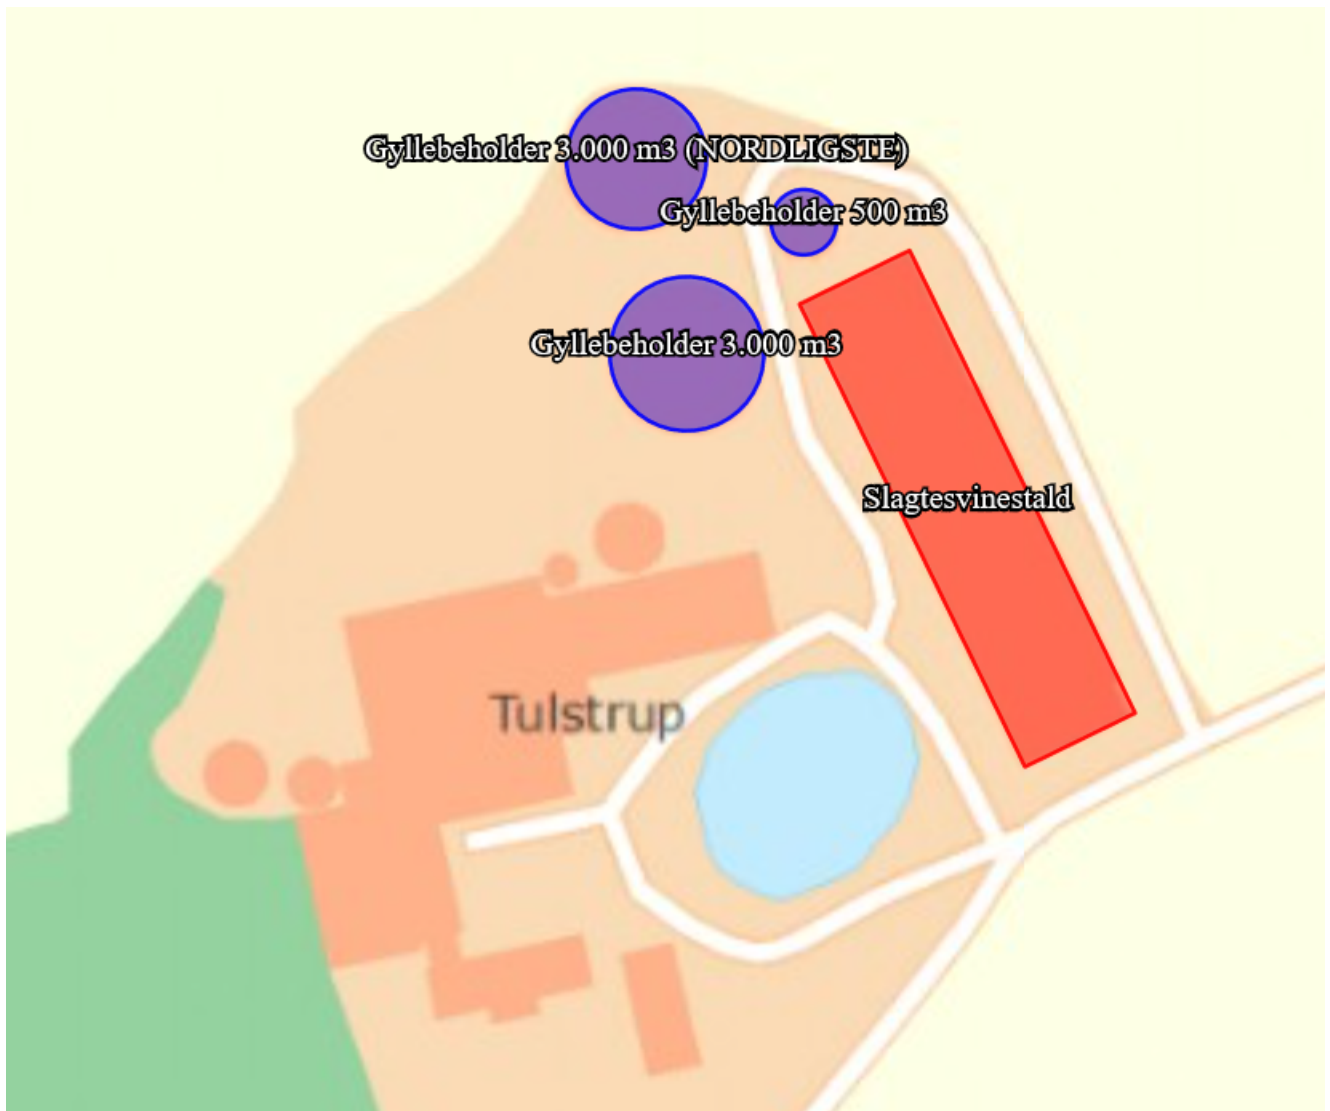 Gyllebeholder 3.000 m3 (NORDLIGSTE)
Gyllebeholder 500 m3
Gyllebeholder 3.000 m3
Slagtesvinestald
Tulstrup